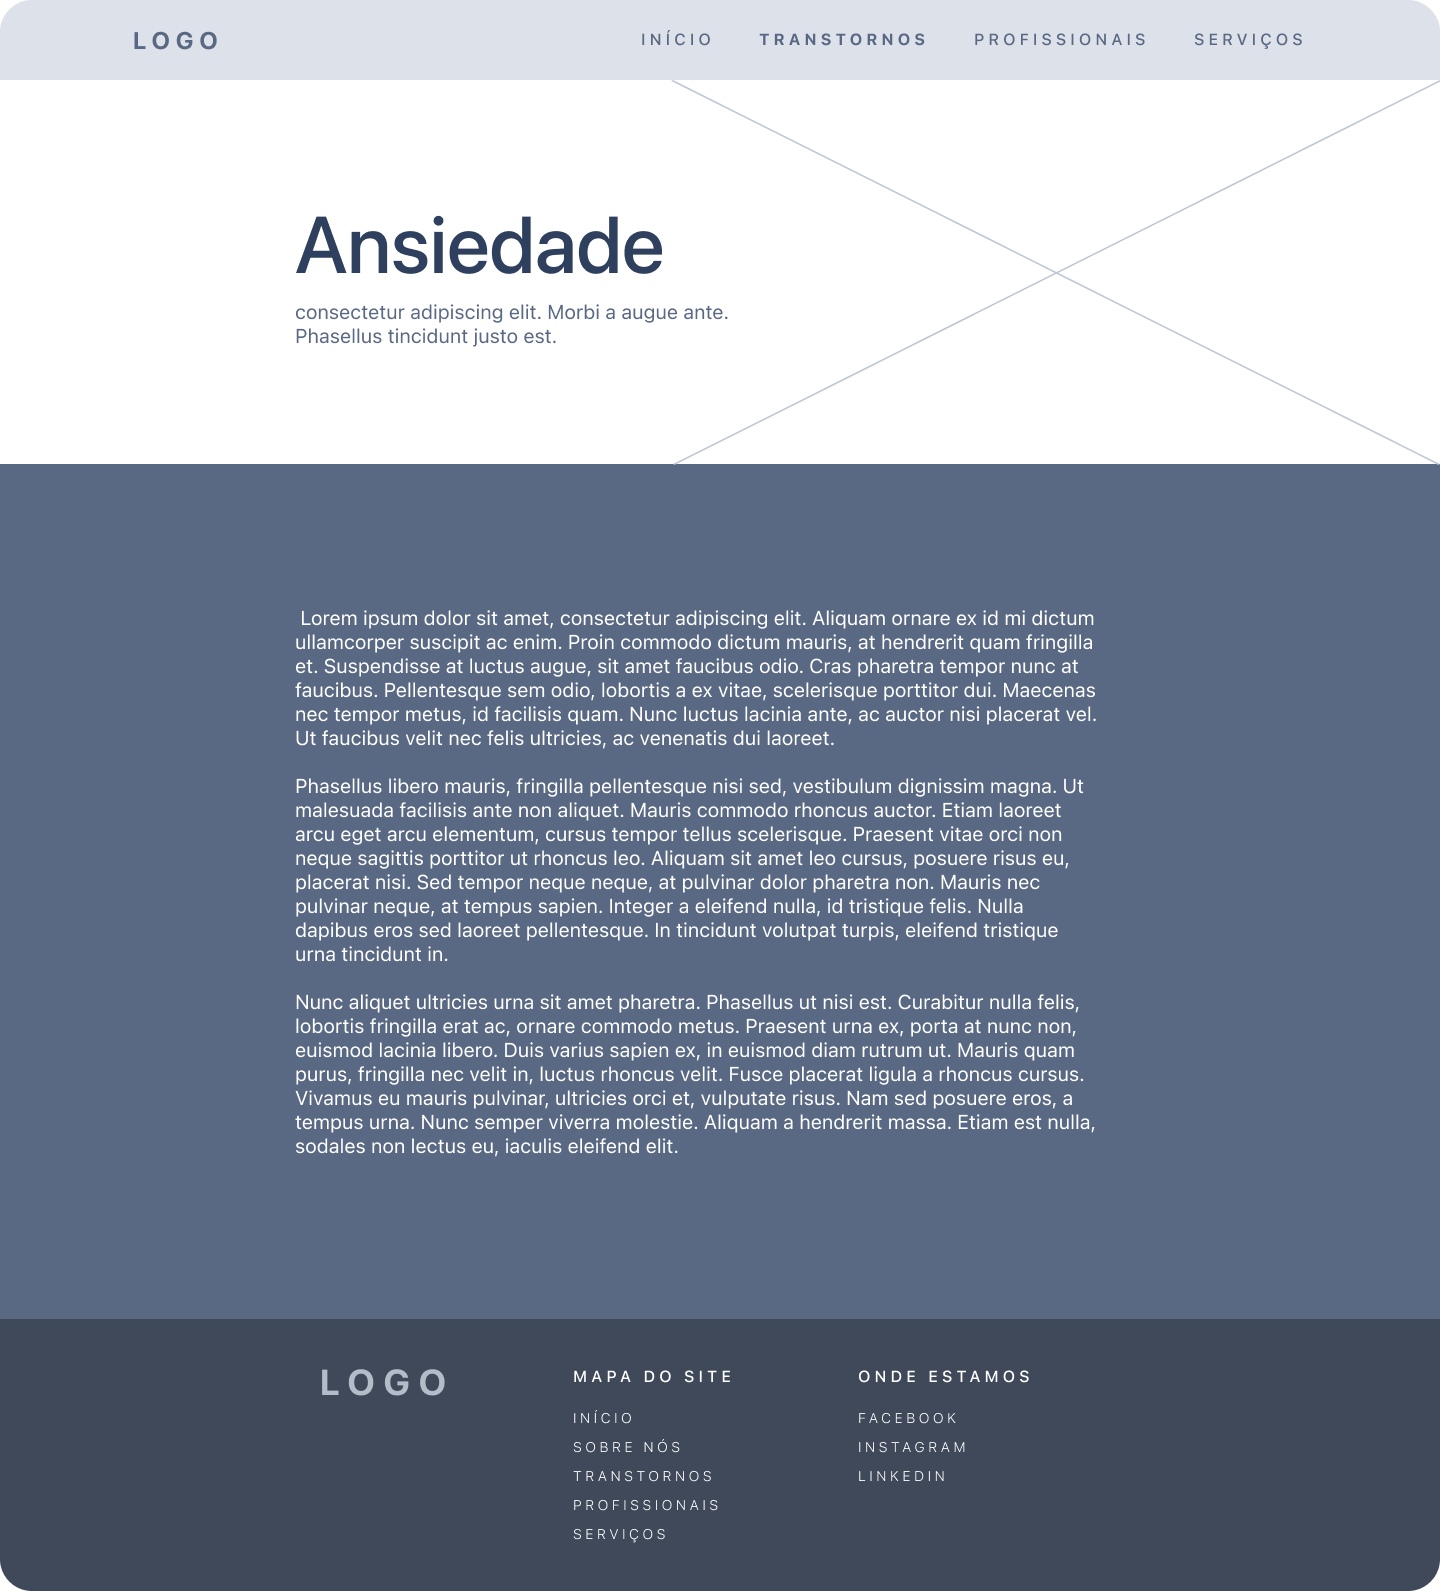 LOGO
INÍCIO TRANSTORNOS PROFISSIONAIS SERVIÇOS
Ansiedade
consectetur adipiscing elit. Morbi a augue ante.
Phasellus tincidunt justo est.
Lorem ipsum dolor sit amet, consectetur adipiscing elit. Aliquam ornare ex id mi dictum
ullamcorper suscipit ac enim. Proin commodo dictum mauris, at hendrerit quam fringilla
et. Suspendisse at luctus augue, sit amet faucibus odio. Cras pharetra tempor nunc at
faucibus. Pellentesque sem odio, lobortis a ex vitae, scelerisque porttitor dui. Maecenas
nec tempor metus, id facilisis quam. Nunc luctus lacinia ante, ac auctor nisi placerat vel.
Ut faucibus velit nec felis ultricies, ac venenatis dui laoreet.
Phasellus libero mauris, fringilla pellentesque nisi sed, vestibulum dignissim magna. Ut
malesuada facilisis ante non aliquet. Mauris commodo rhoncus auctor. Etiam laoreet
arcu eget arcu elementum, cursus tempor tellus scelerisque. Praesent vitae orci non
neque sagittis porttitor ut rhoncus leo. Aliquam sit amet leo cursus, posuere risus eu,
placerat nisi. Sed tempor neque neque, at pulvinar dolor pharetra non. Mauris nec
pulvinar neque, at tempus sapien. Integer a eleifend nulla, id tristique felis. Nulla
dapibus eros sed laoreet pellentesque. In tincidunt volutpat turpis, eleifend tristique
urna tincidunt in.
Nunc aliquet ultricies urna sit amet pharetra. Phasellus ut nisi est. Curabitur nulla felis,
lobortis fringilla erat ac, ornare commodo metus. Praesent urna ex, porta at nunc non,
euismod lacinia libero. Duis varius sapien ex, in euismod diam rutrum ut. Mauris quam
purus, fringilla nec velit in, luctus rhoncus velit. Fusce placerat ligula a rhoncus cursus.
Vivamus eu mauris pulvinar, ultricies orci et, vulputate risus. Nam sed posuere eros, a
tempus urna. Nunc semper viverra molestie. Aliquam a hendrerit massa. Etiam est nulla,
sodales non lectus eu, iaculis eleifend elit.
LOGO
MAPA DO SITE
INÍCIO
SOBRE NÓS
TRANSTORNOS
PROFISSIONAIS
SERVIÇOS
ONDE ESTAMOS
FACEBOOK
INSTAGRAM
LINKEDIN